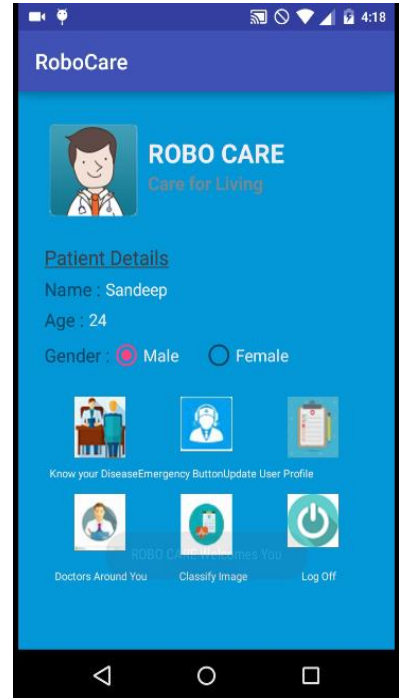 4:18
RoboCare
ROBO CARE
Care for Living
Patient Details
Name : Sandeep
Age : 24
Gender : Male Female
Know your Disease Emergency Button Update User Profile
ROBO CARE Welcomes You
Doctors Around You Classify Image Log Off